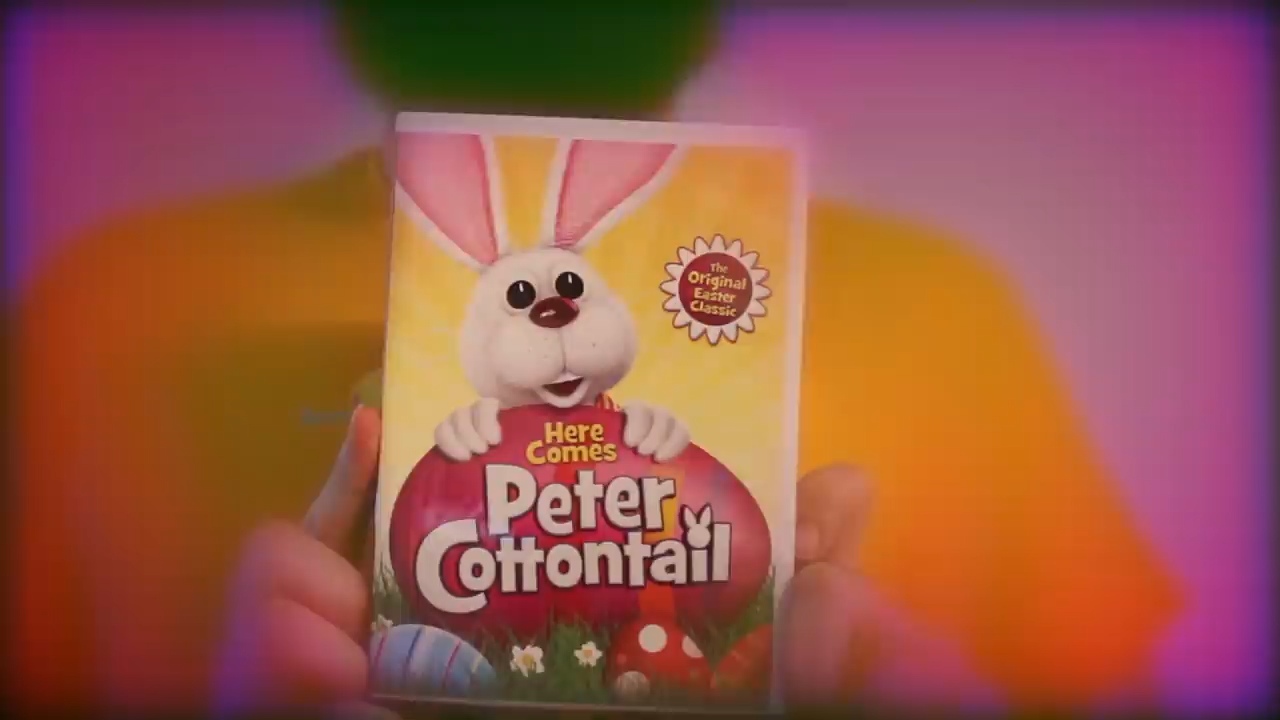 The
Original
Easter
Classic
Here
Comes
Peter
Cottontail